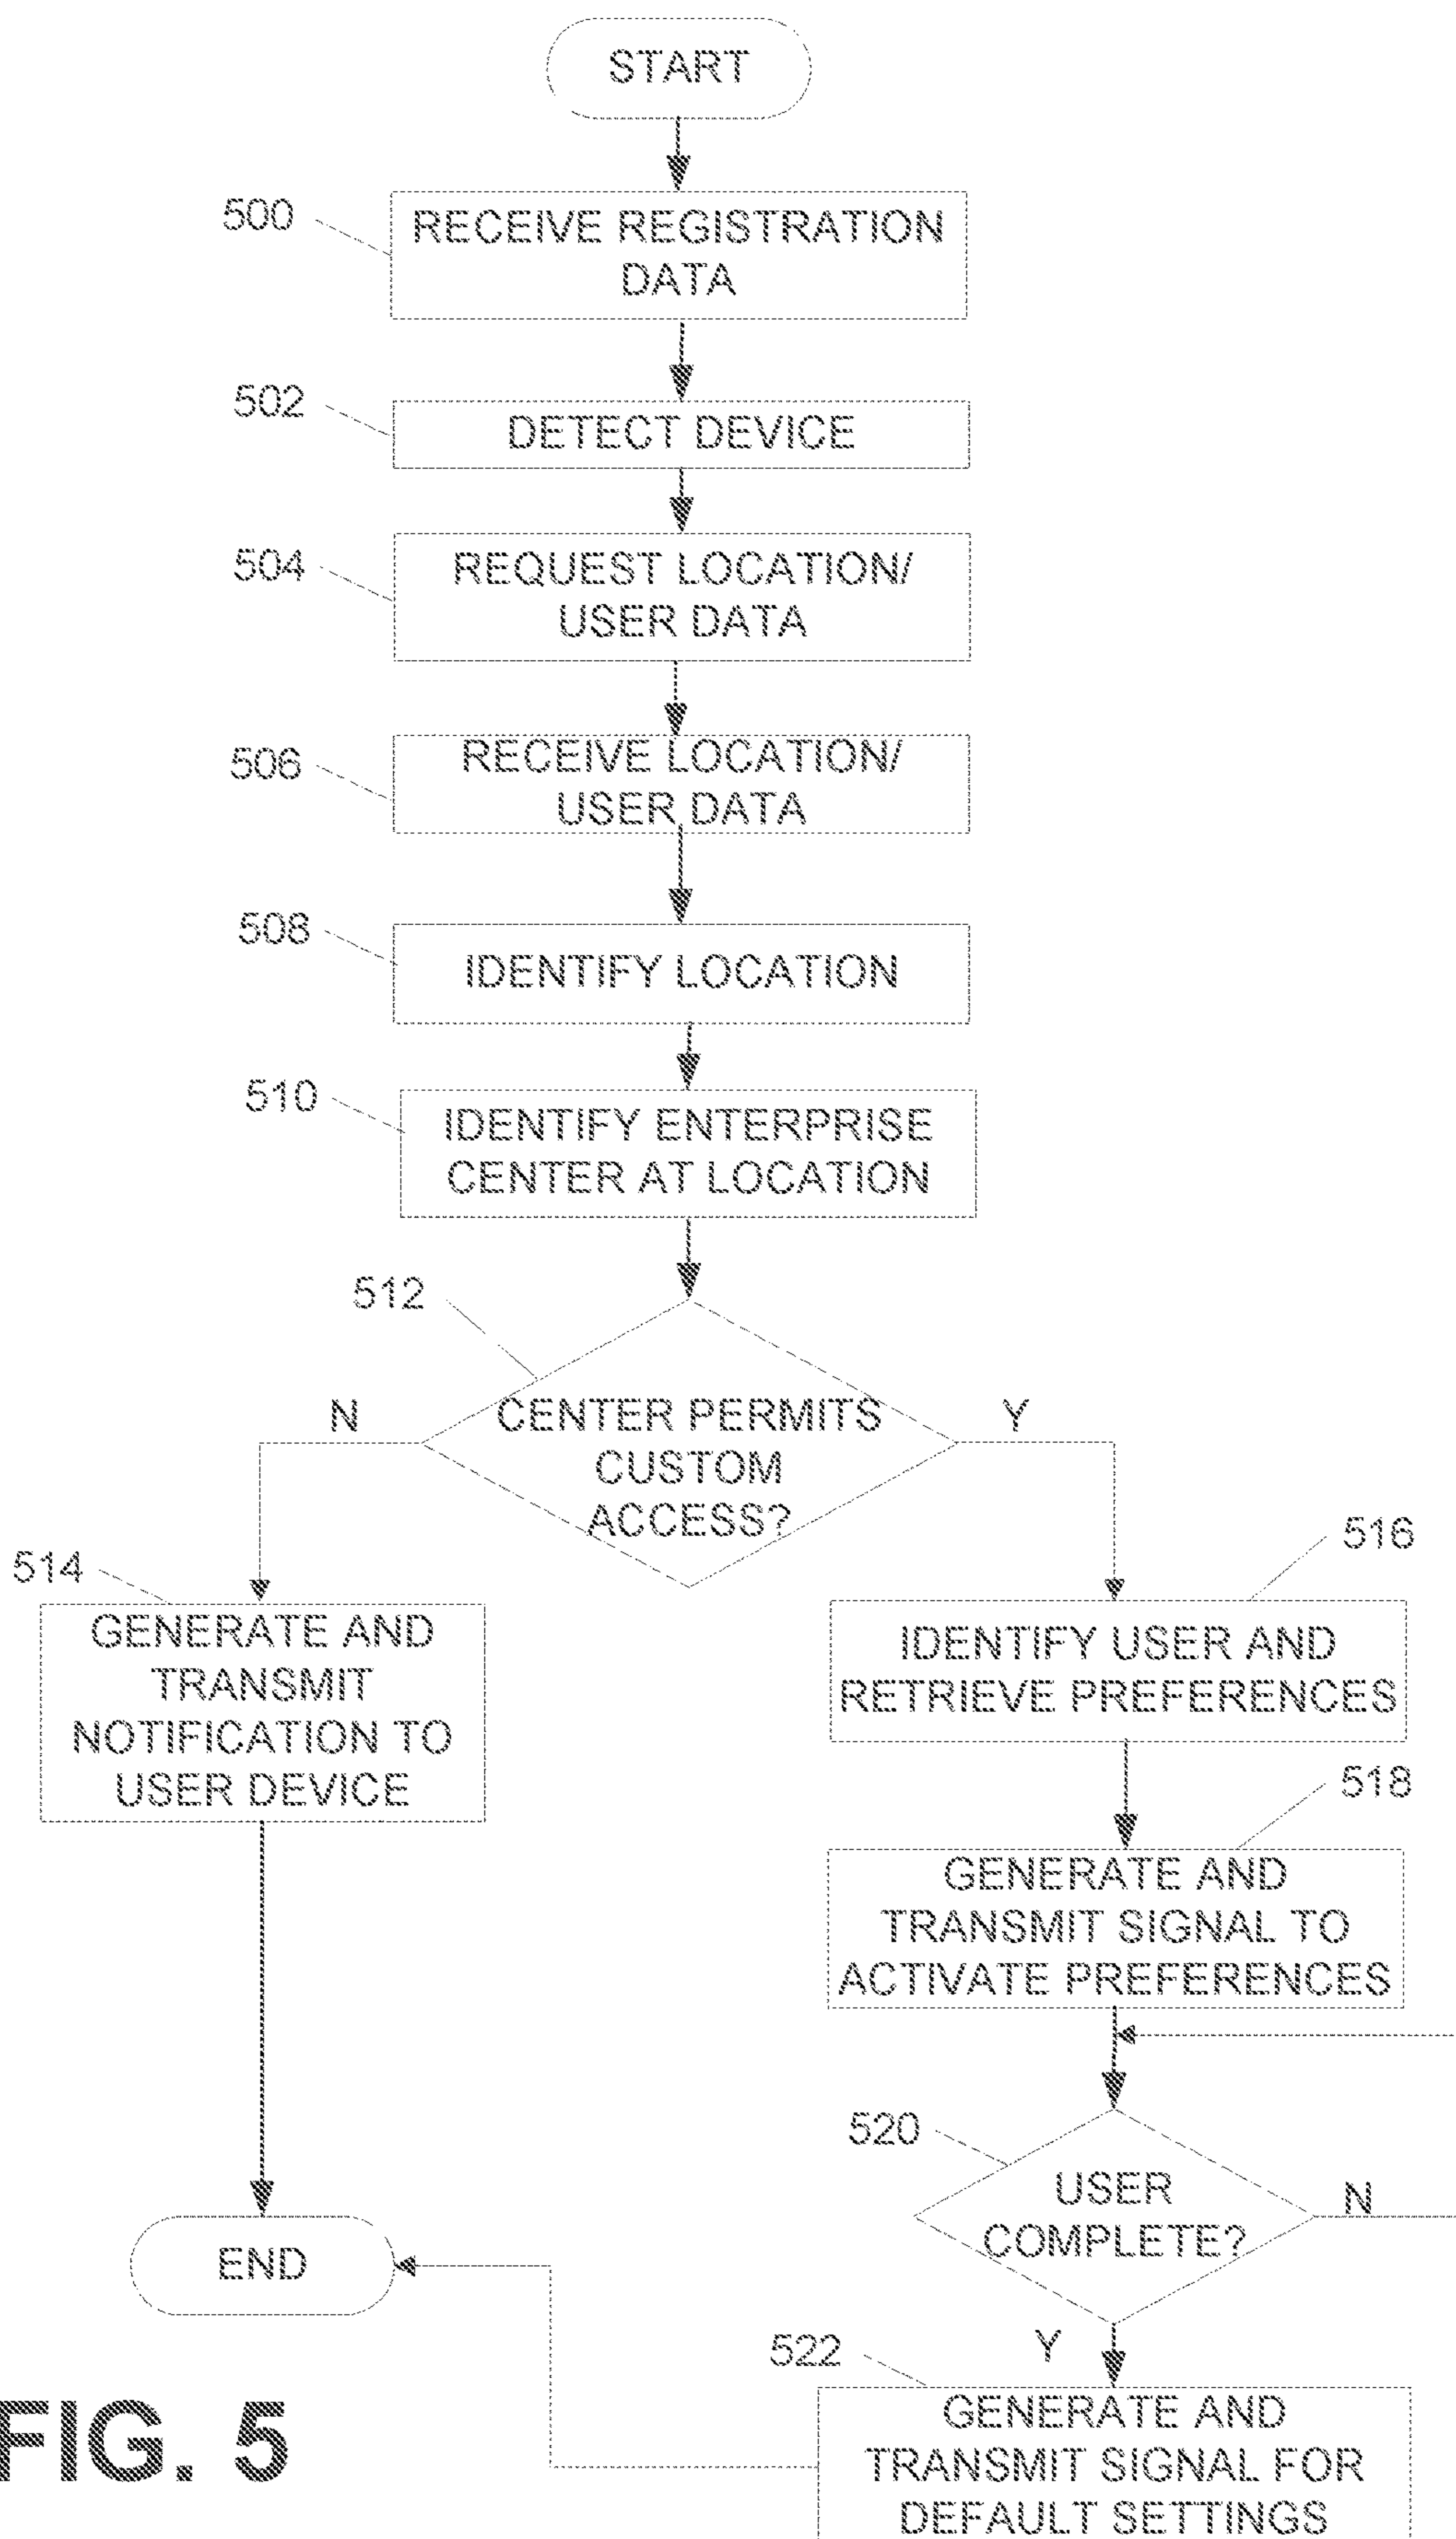 START
500
RECEIVE REGISTRATION
DATA
502
DETECT DEVICE
504
REQUEST LOCATION/
USER DATA
506
RECEIVE LOCATION/
USER DATA
508
IDENTIFY LOCATION
510
IDENTIFY ENTERPRISE
CENTER AT LOCATION
512
N
CENTER PERMITS
CUSTOM
ACCESS?
Y
514
GENERATE AND
TRANSMIT
NOTIFICATION TO
USER DEVICE
516
IDENTIFY USER AND
RETRIEVE PREFERENCES
518
GENERATE AND
TRANSMIT SIGNAL TO
ACTIVATE PREFERENCES
520
USER
COMPLETE?
N
END
Y
522
GENERATE AND
TRANSMIT SIGNAL FOR
DEFAULT SETTINGS
FIG. 5